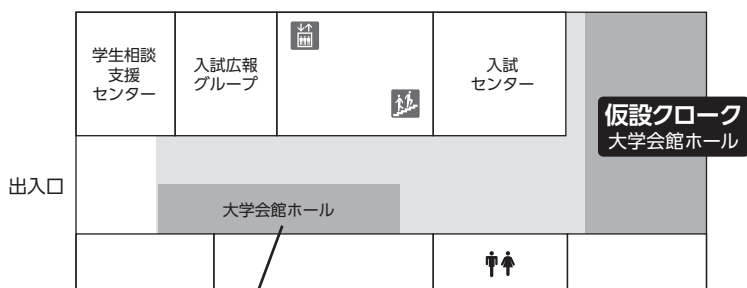 学生相談
支援
センター
入試広報
グループ
入試
センター
仮設クローク
大学会館ホール
出入口
大学会館ホール